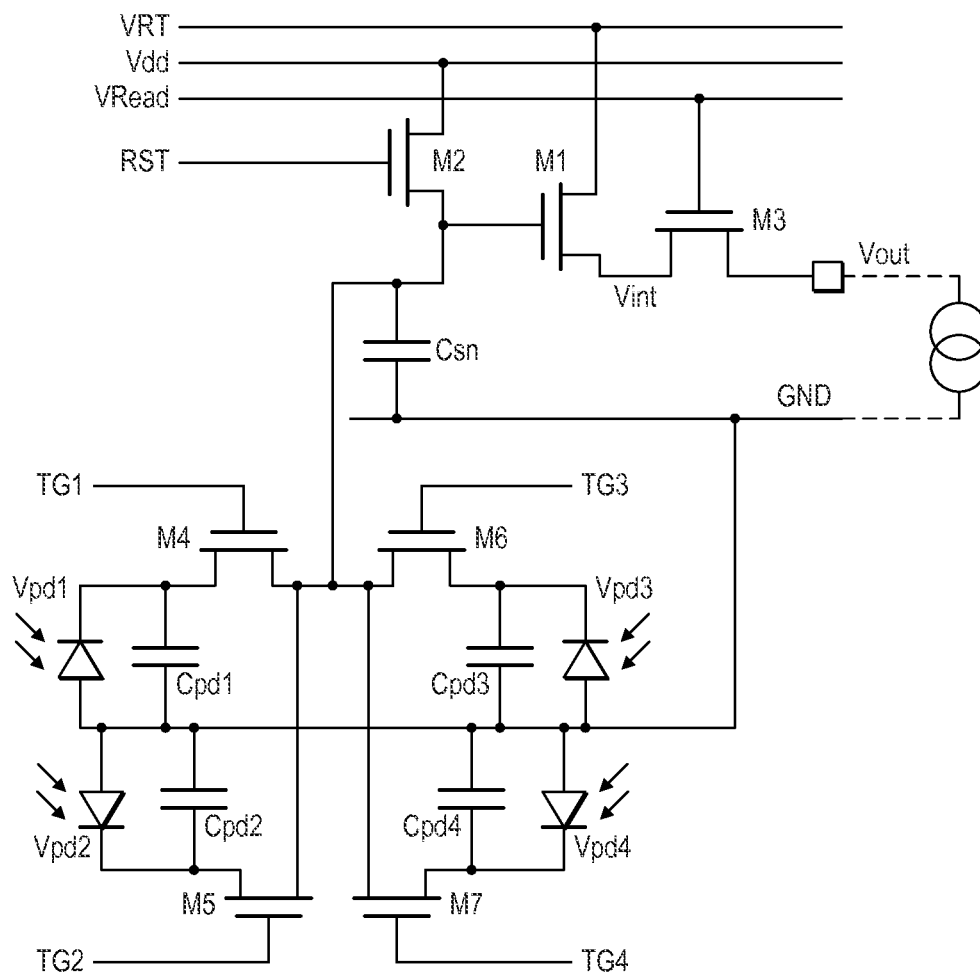 VRT
Vdd
VRead
RST
M2
M1
M3
Vout
Vint
Csn
GND
TG1
TG3
M4
M6
Vpd1
Vpd3
Cpd1
Cpd3
Cpd2
Cpd4
Vpd2
Vpd4
M5
M7
TG2
TG4